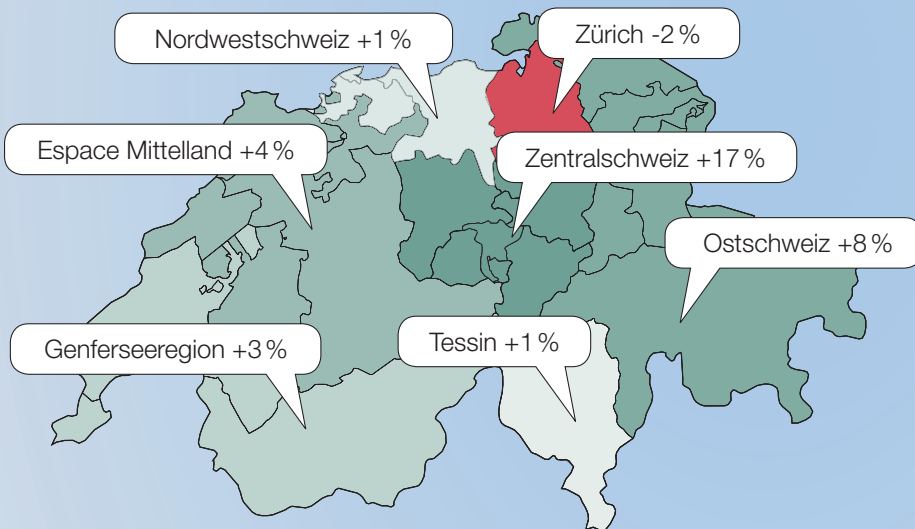 Nordwestschweiz +1 %
Zürich -2 %
Espace Mittelland +4 %
Zentralschweiz +17 %
Ostschweiz +8 %
Genferseeregion +3 %
Tessin +1 %